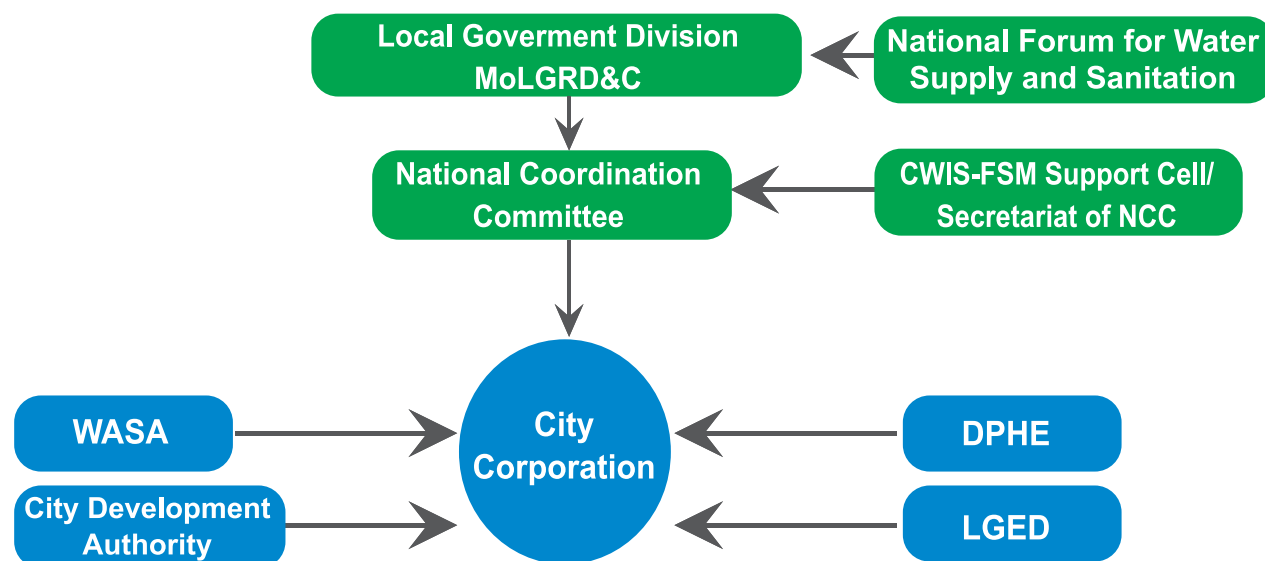 Local Goverment Division
MoLGRD&C
National Forum for Water
Supply and Sanitation
National Coordination
Committee
CWIS-FSM Support Cell/
Secretariat of NCC
City
Corporation
WASA
DPHE
City Development
Authority
LGED